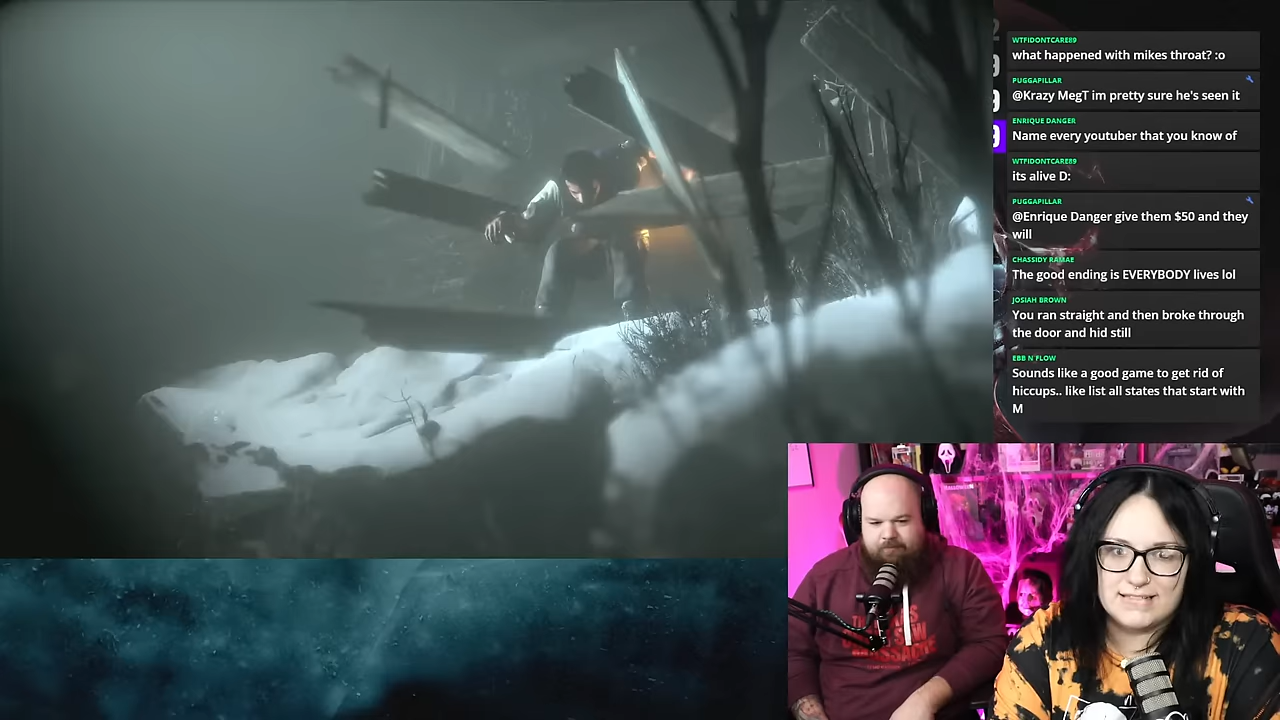 WTFIDONTCARE89
what happened with mikes throat? :o
PUGGAPILLAR
@Krazy MegT im pretty sure he's seen it
ENRIQUE DANGER
Name every youtuber that you know of
WTFIDONTCARE89
its alive D:
PUGGAPILLAR
@Enrique Danger give them $50 and they
will
CHASSIDY RAMAE
The good ending is EVERYBODY lives lol
JOSIAH BROWN
You ran straight and then broke through
the door and hid still
EBB N FLOW
Sounds like a good game to get rid of
hiccups.. like list all states that start with
M